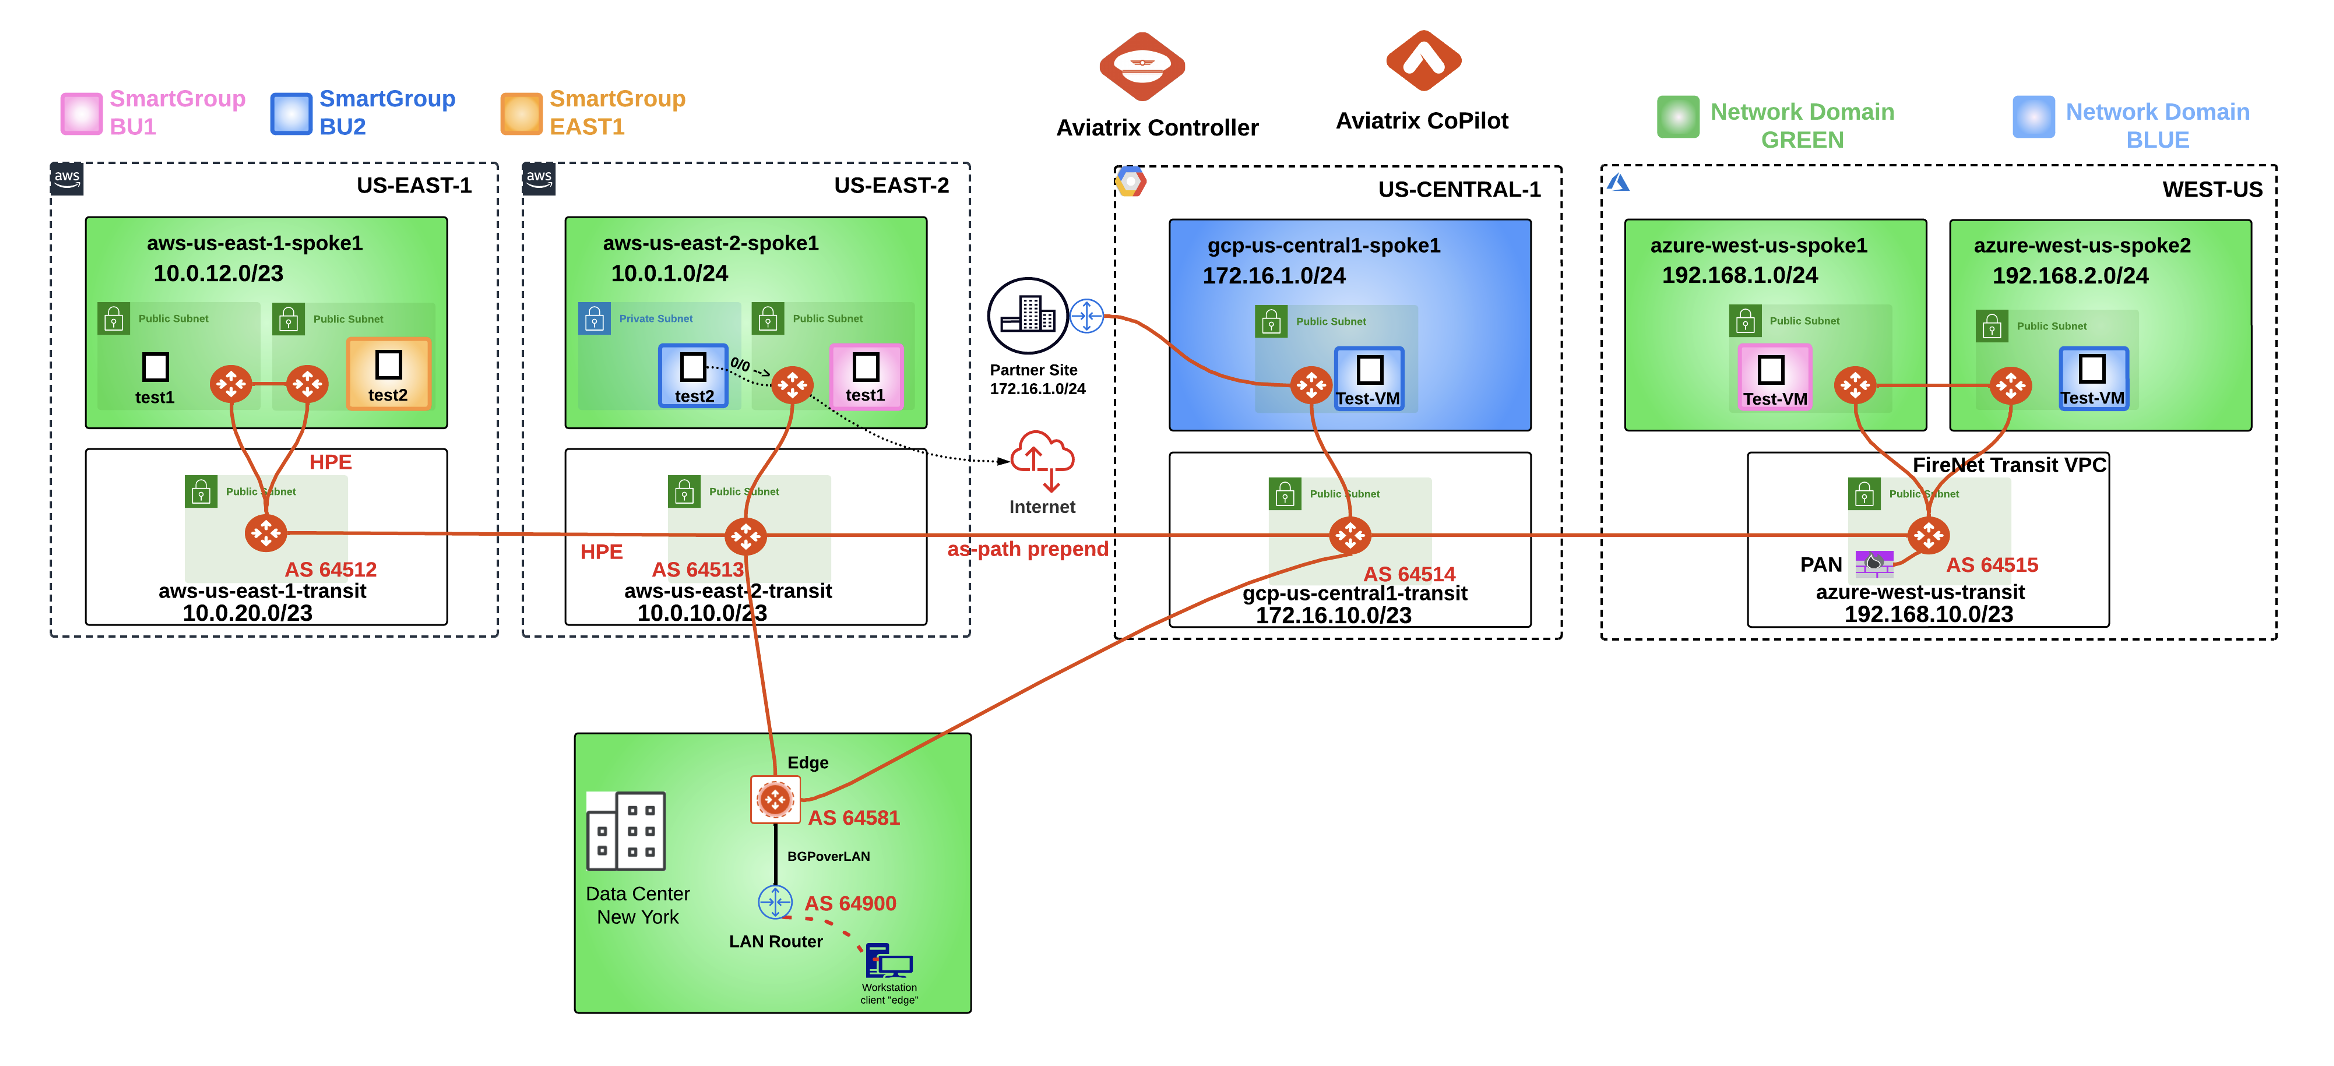 Aviatrix Controller
Aviatrix CoPilot
SmartGroup
BU1
SmartGroup
BU2
SmartGroup
EAST1
Network Domain
GREEN
Network Domain
BLUE
aws
US-EAST-1
aws-us-east-1-spoke1
10.0.12.0/23
Public Subnet
Public Subnet
test1
test2
HPE
Public Subnet
AS 64512
aws-us-east-1-transit
10.0.20.0/23
aws
US-EAST-2
aws-us-east-2-spoke1
10.0.1.0/24
Private Subnet
Public Subnet
0/0 -->
test2
test1
Public Subnet
HPE
AS 64513
aws-us-east-2-transit
10.0.10.0/23
Partner Site
172.16.1.0/24
Internet
as-path prepend
US-CENTRAL-1
gcp-us-central1-spoke1
172.16.1.0/24
Public Subnet
Test-VM
Public Subnet
AS 64514
gcp-us-central1-transit
172.16.10.0/23
WEST-US
azure-west-us-spoke1
192.168.1.0/24
Public Subnet
Test-VM
azure-west-us-spoke2
192.168.2.0/24
Public Subnet
Test-VM
FireNet Transit VPC
Public Subnet
PAN
AS 64515
azure-west-us-transit
192.168.10.0/23
Edge
AS 64581
BGPoverLAN
Data Center
New York
AS 64900
LAN Router
Workstation
client "edge"